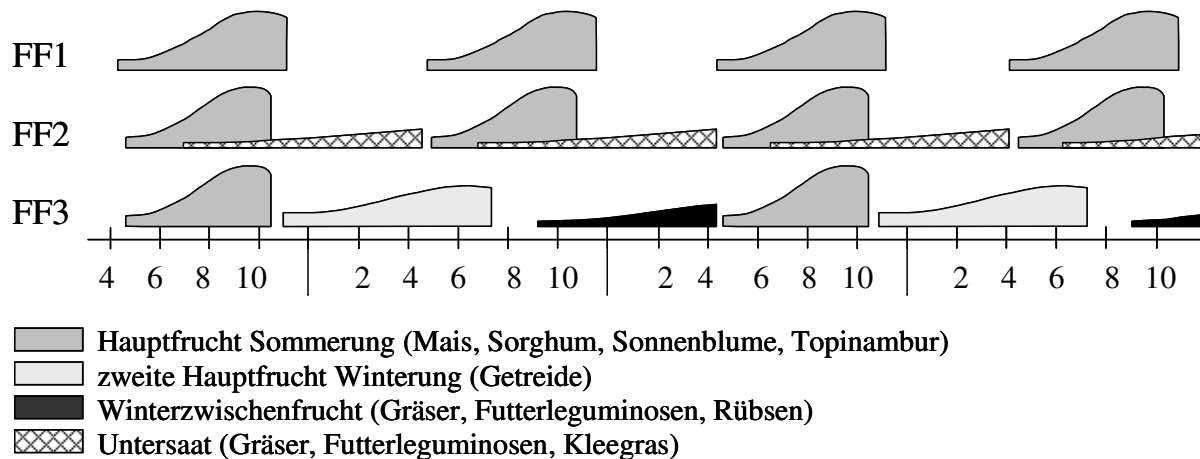 FF1
FF2
FF3
4 6 8 10 2 4 6 8 10 2 4 6 8 10 2 4 6 8 10
Hauptfrucht Sommerung (Mais, Sorghum, Sonnenblume, Topinambur)
zweite Hauptfrucht Winterung (Getreide)
Winterzwischenfrucht (Gräser, Futterleguminosen, Rübsen)
Untersaat (Gräser, Futterleguminosen, Kleegras)